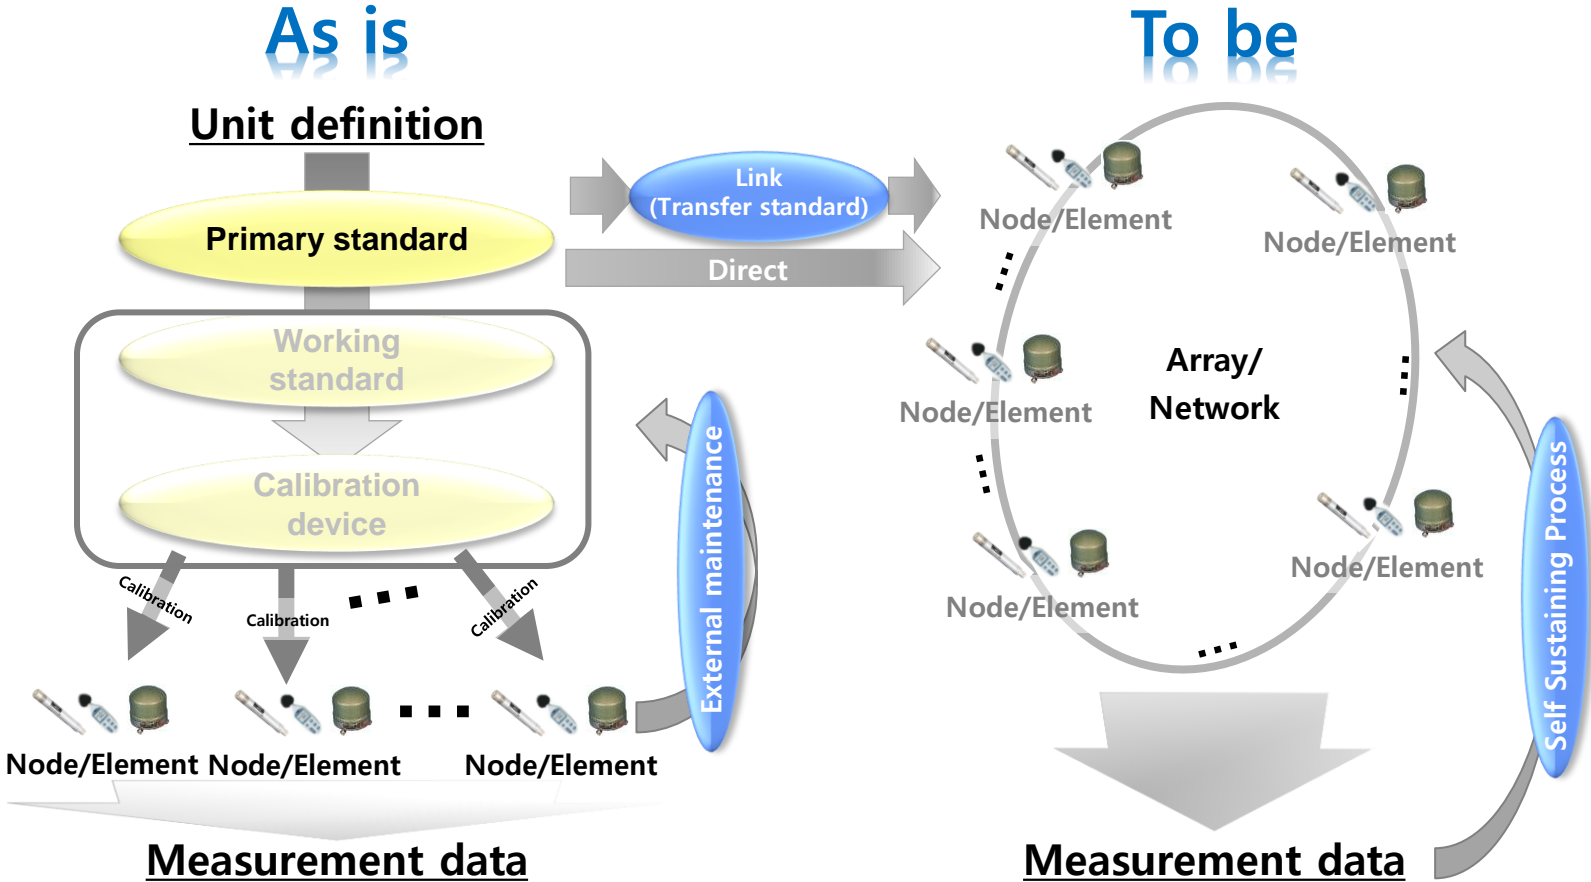 As is
To be
Unit definition
Primary standard
Working
standard
Calibration
device
Calibration
Calibration
Calibration
Node/Element
Node/Element
Node/Element
Measurement data
External maintenance
Link
(Transfer standard)
Direct
Node/Element
Node/Element
Node/Element
Array/
Network
Node/Element
Node/Element
Self Sustaining Process
Measurement data